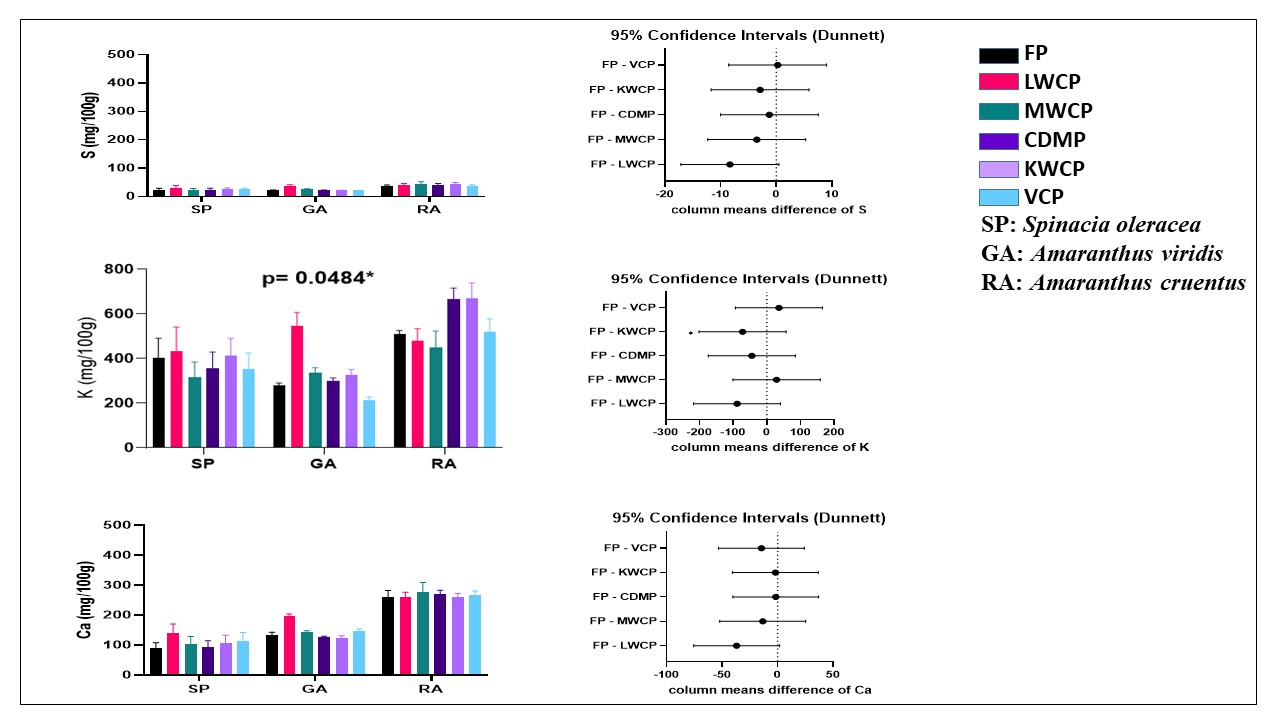 500
400
300
200
100
0
S (mg/100g)
SP GA RA
95% Confidence Intervals (Dunnett)
FP - VCP
FP - KWCP
FP - CDMP
FP - MWCP
FP - LWCP
-20 -10 0 10
column means difference of S
FP
LWCP
MWCP
CDMP
KWCP
VCP
SP: Spinacia oleracea
GA: Amaranthus viridis
RA: Amaranthus cruentus
800
600
400
200
0
K (mg/100g)
p= 0.0484*
SP GA RA
95% Confidence Intervals (Dunnett)
FP - VCP
FP - KWCP
FP - CDMP
FP - MWCP
FP - LWCP
-300 -200 -100 0 100 200
column means difference of K
500
400
300
200
100
0
Ca (mg/100g)
SP GA RA
95% Confidence Intervals (Dunnett)
FP - VCP
FP - KWCP
FP - CDMP
FP - MWCP
FP - LWCP
-100 -50 0 50
column means difference of Ca